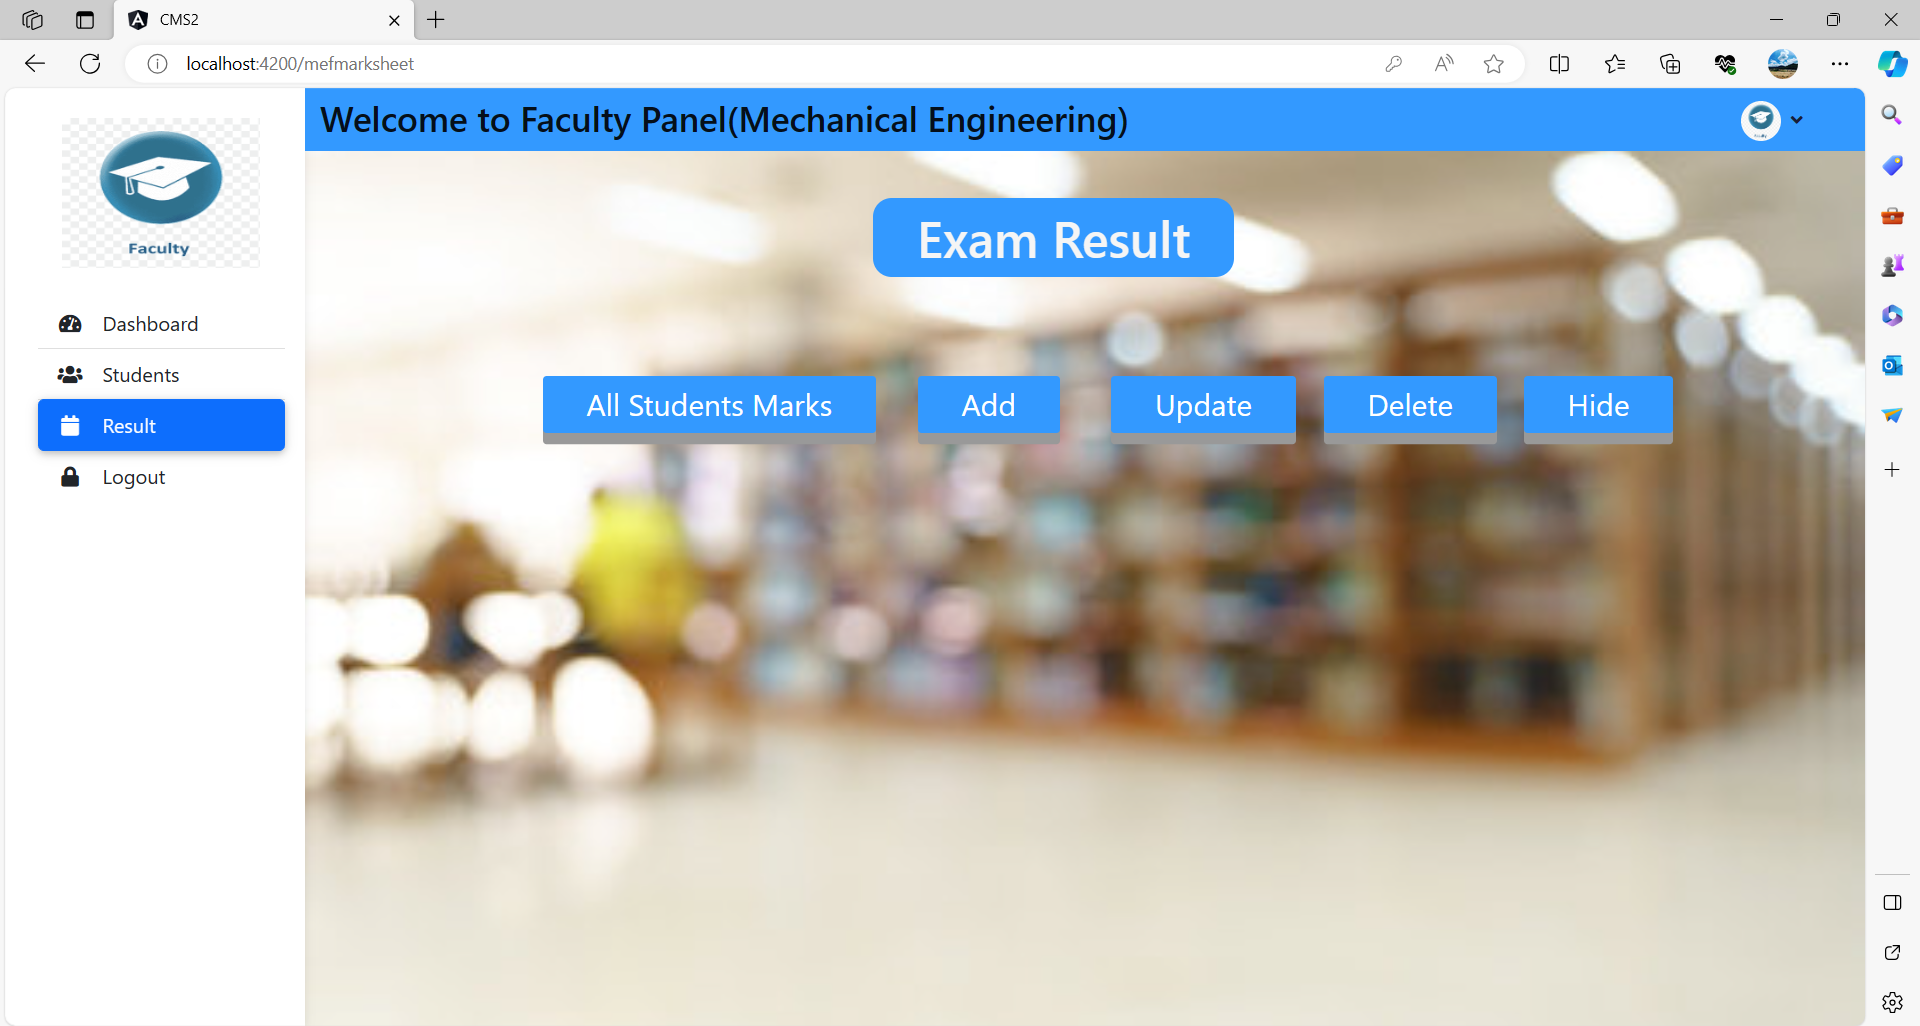 CMS2
localhost:4200/mefmarksheet
Welcome to Faculty Panel(Mechanical Engineering)
Faculty
Dashboard
Students
Result
Logout
Exam Result
All Students Marks
Add
Update
Delete
Hide